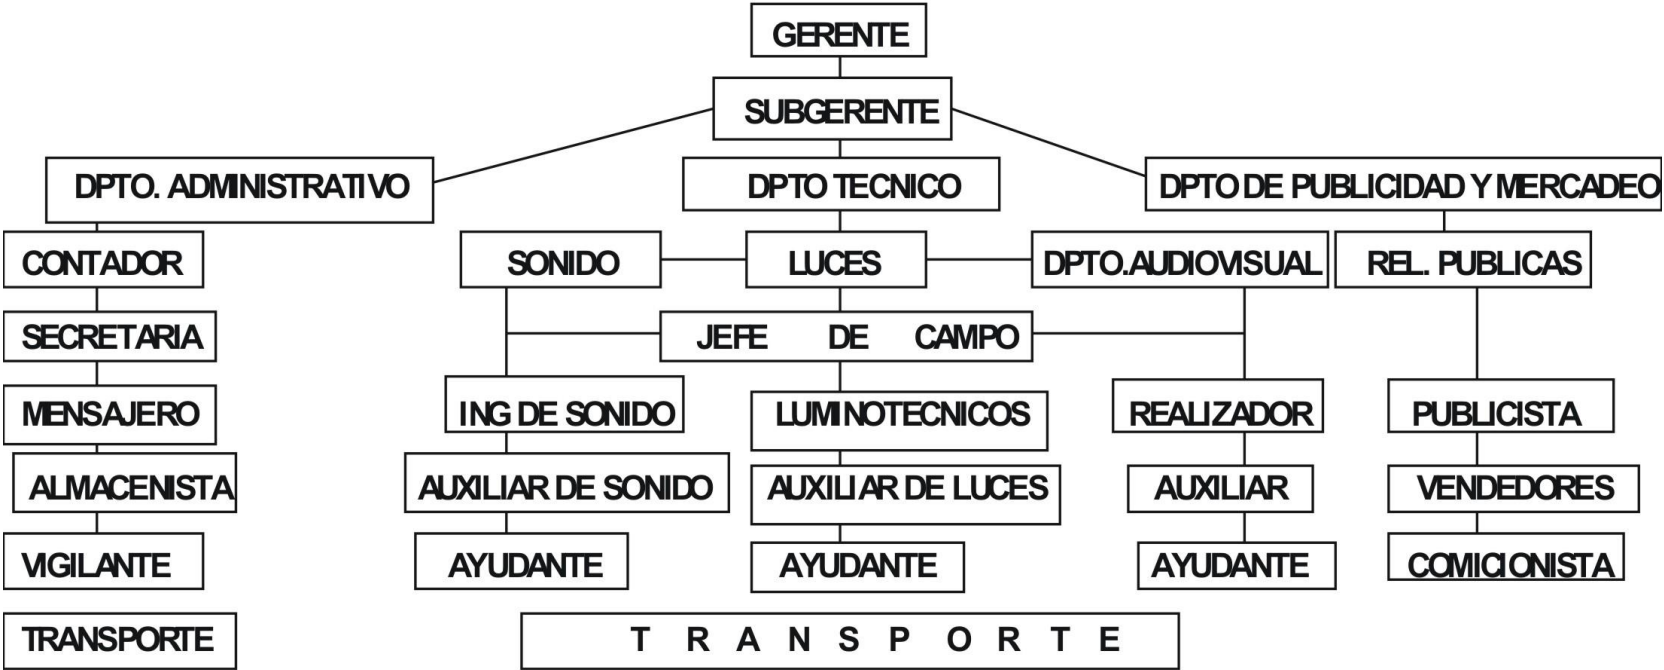 GERENTE
SUBGERENTE
DPTO. ADMINISTRATIVO
DPTO TECNICO
DPTO DE PUBLICIDAD Y MERCADEO
CONTADOR
SONIDO
LUCES
DPTO.AUDIOVISUAL
REL. PUBLICAS
SECRETARIA
JEFE DE CAMPO
MENSAJERO
ING DE SONIDO
LUMINOTECNICOS
REALIZADOR
PUBLICISTA
ALMACENISTA
AUXILIAR DE SONIDO
AUXILIAR DE LUCES
AUXILIAR
VENDEDORES
VIGILANTE
AYUDANTE
AYUDANTE
AYUDANTE
COMICIONISTA
TRANSPORTE
T R A N S P O R T E